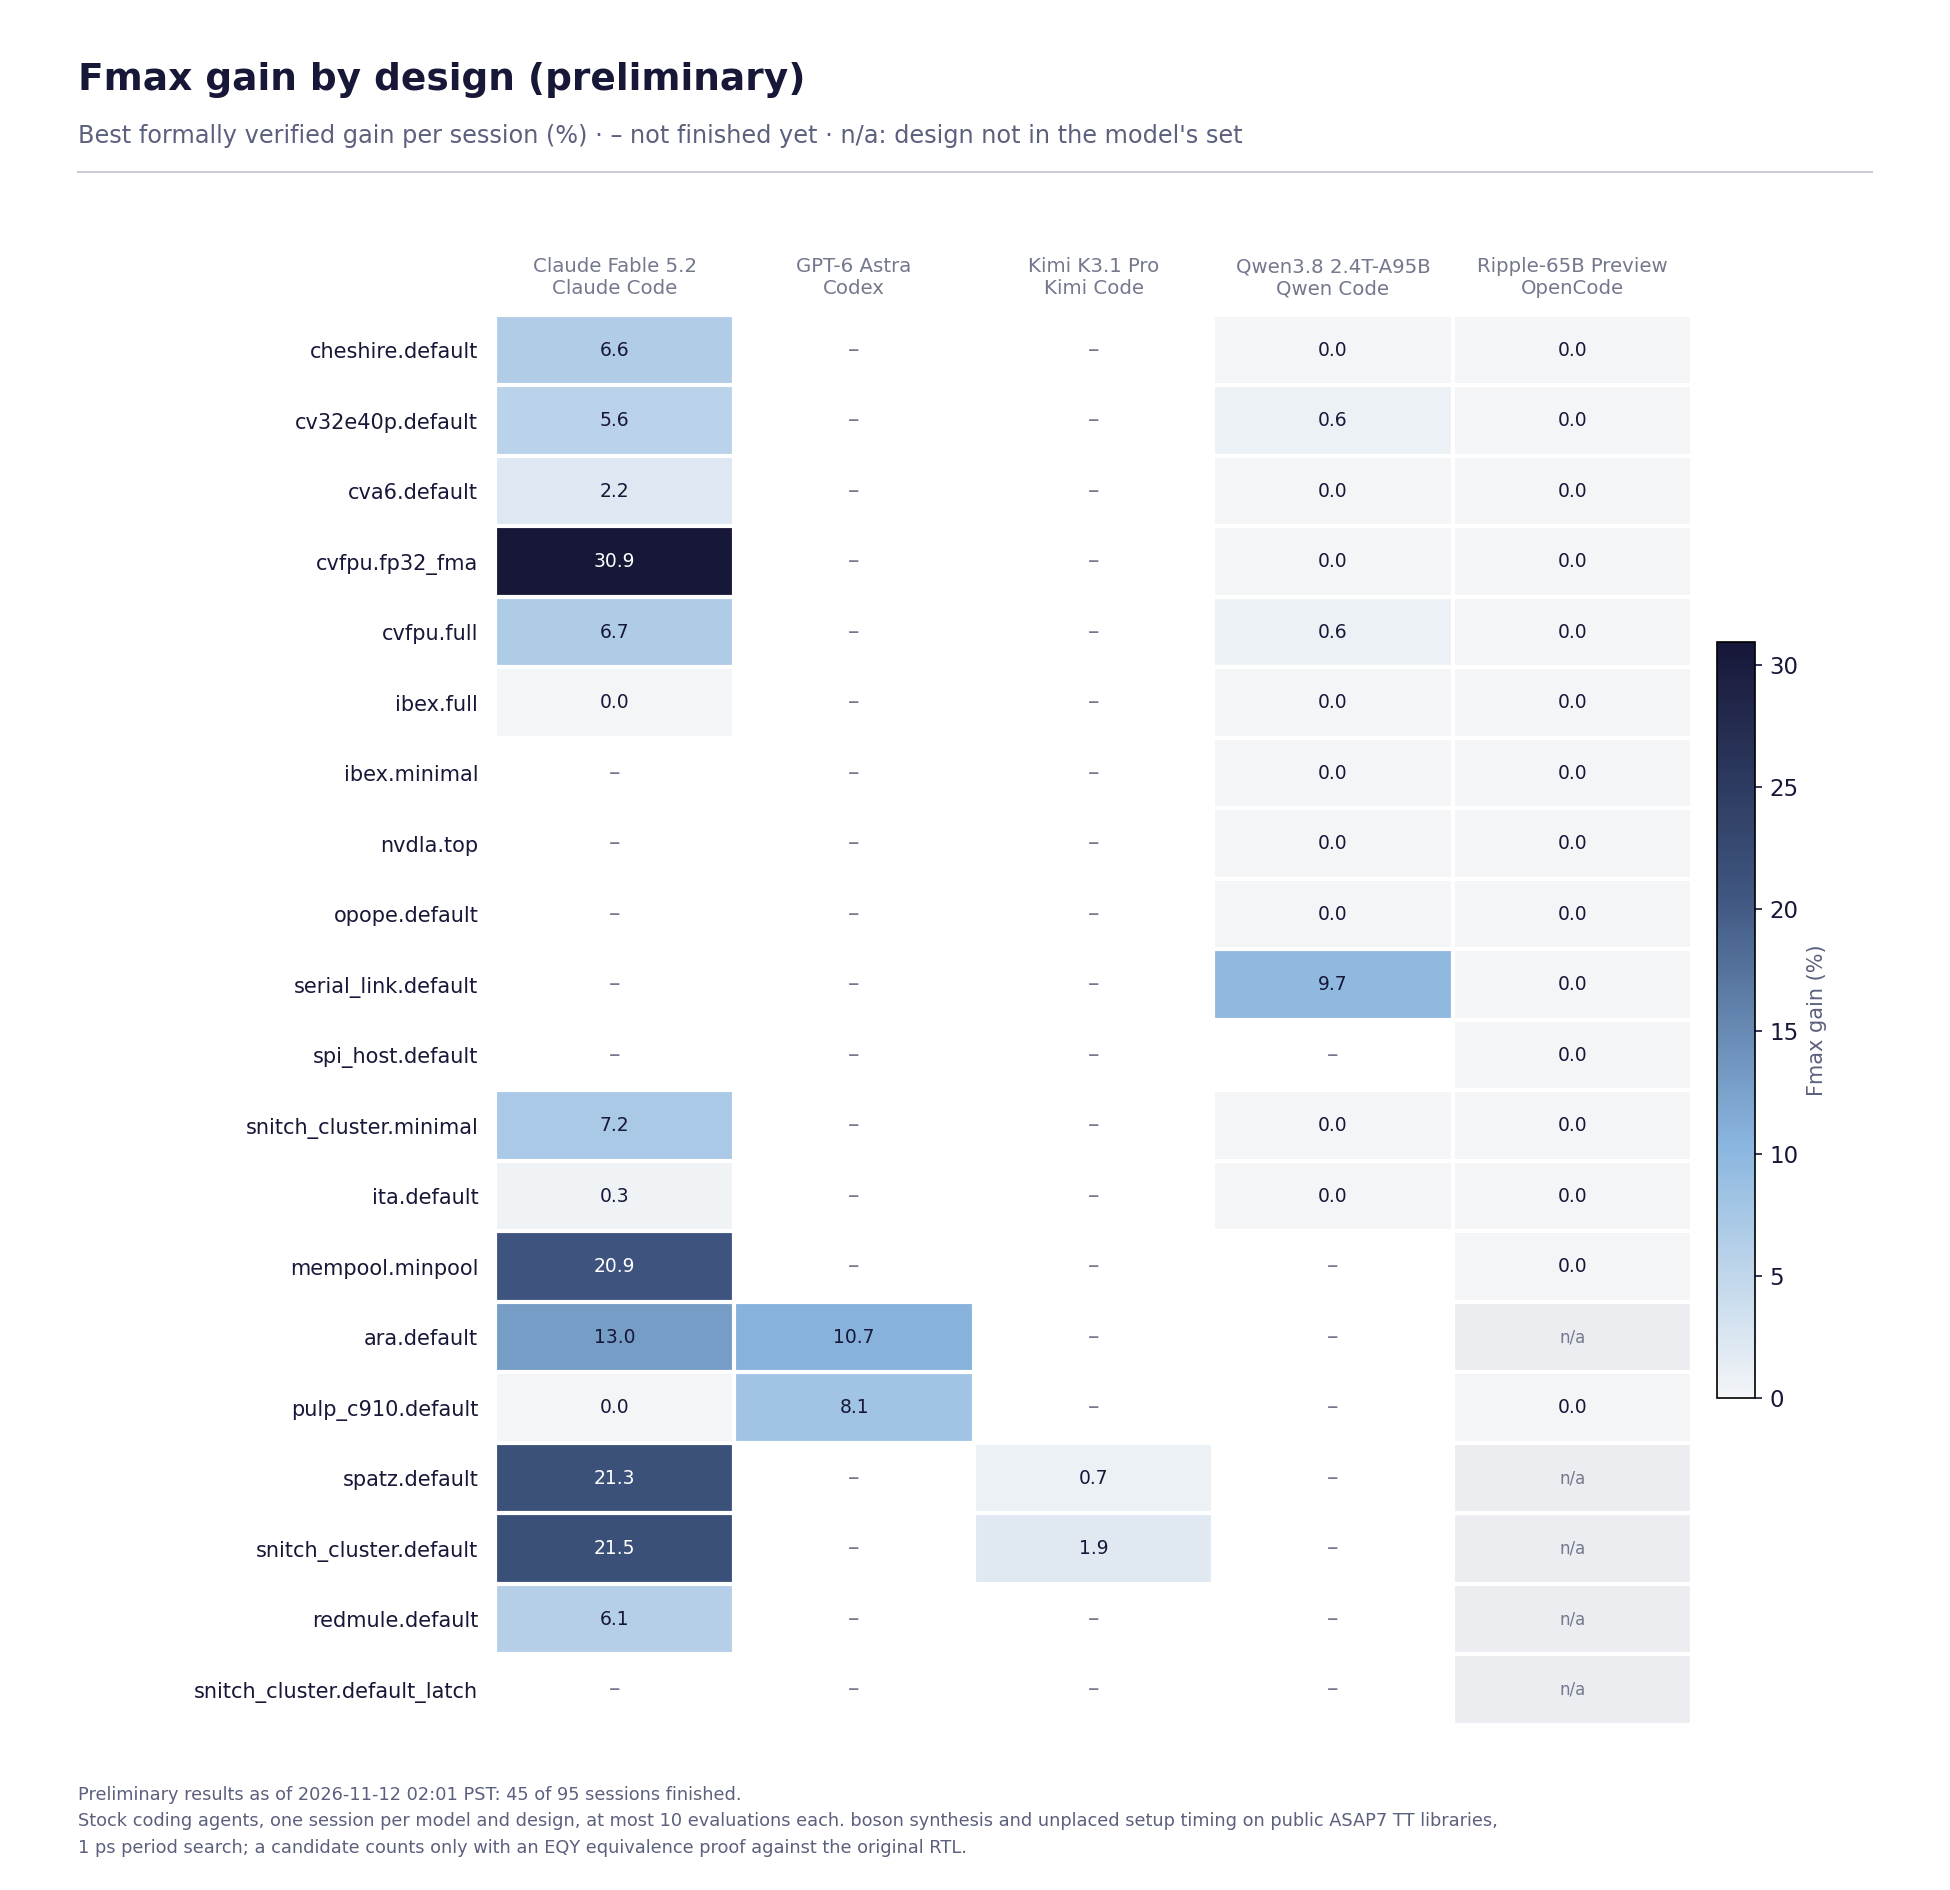 Fmax gain by design (preliminary)
Best formally verified gain per session (%) · – not finished yet · n/a: design not in the model's set
Claude Fable 5.2 GPT-6 Astra Kimi K3.1 Pro Qwen3.8 2.4T-A95B Ripple-65B Preview
Claude Code Codex Kimi Code Qwen Code OpenCode
cheshire.default 6.6 – – 0.0 0.0
cv32e40p.default 5.6 – – 0.6 0.0
cva6.default 2.2 – – 0.0 0.0
cvfpu.fp32_fma 30.9 – – 0.0 0.0
cvfpu.full 6.7 – – 0.6 0.0
ibex.full 0.0 – – 0.0 0.0
ibex.minimal – – – 0.0 0.0
nvdla.top – – – 0.0 0.0
opope.default – – – 0.0 0.0
serial_link.default – – – 9.7 0.0
spi_host.default – – – – 0.0
snitch_cluster.minimal 7.2 – – 0.0 0.0
ita.default 0.3 – – 0.0 0.0
mempool.minpool 20.9 – – – 0.0
ara.default 13.0 10.7 – – n/a
pulp_c910.default 0.0 8.1 – – 0.0
spatz.default 21.3 – 0.7 – n/a
snitch_cluster.default 21.5 – 1.9 – n/a
redmule.default 6.1 – – – n/a
snitch_cluster.default_latch – – – – n/a
30
25
20
15
10
5
0
Fmax gain (%)
Preliminary results as of 2026-11-12 02:01 PST: 45 of 95 sessions finished.
Stock coding agents, one session per model and design, at most 10 evaluations each. boson synthesis and unplaced setup timing on public ASAP7 TT libraries,
1 ps period search; a candidate counts only with an EQY equivalence proof against the original RTL.